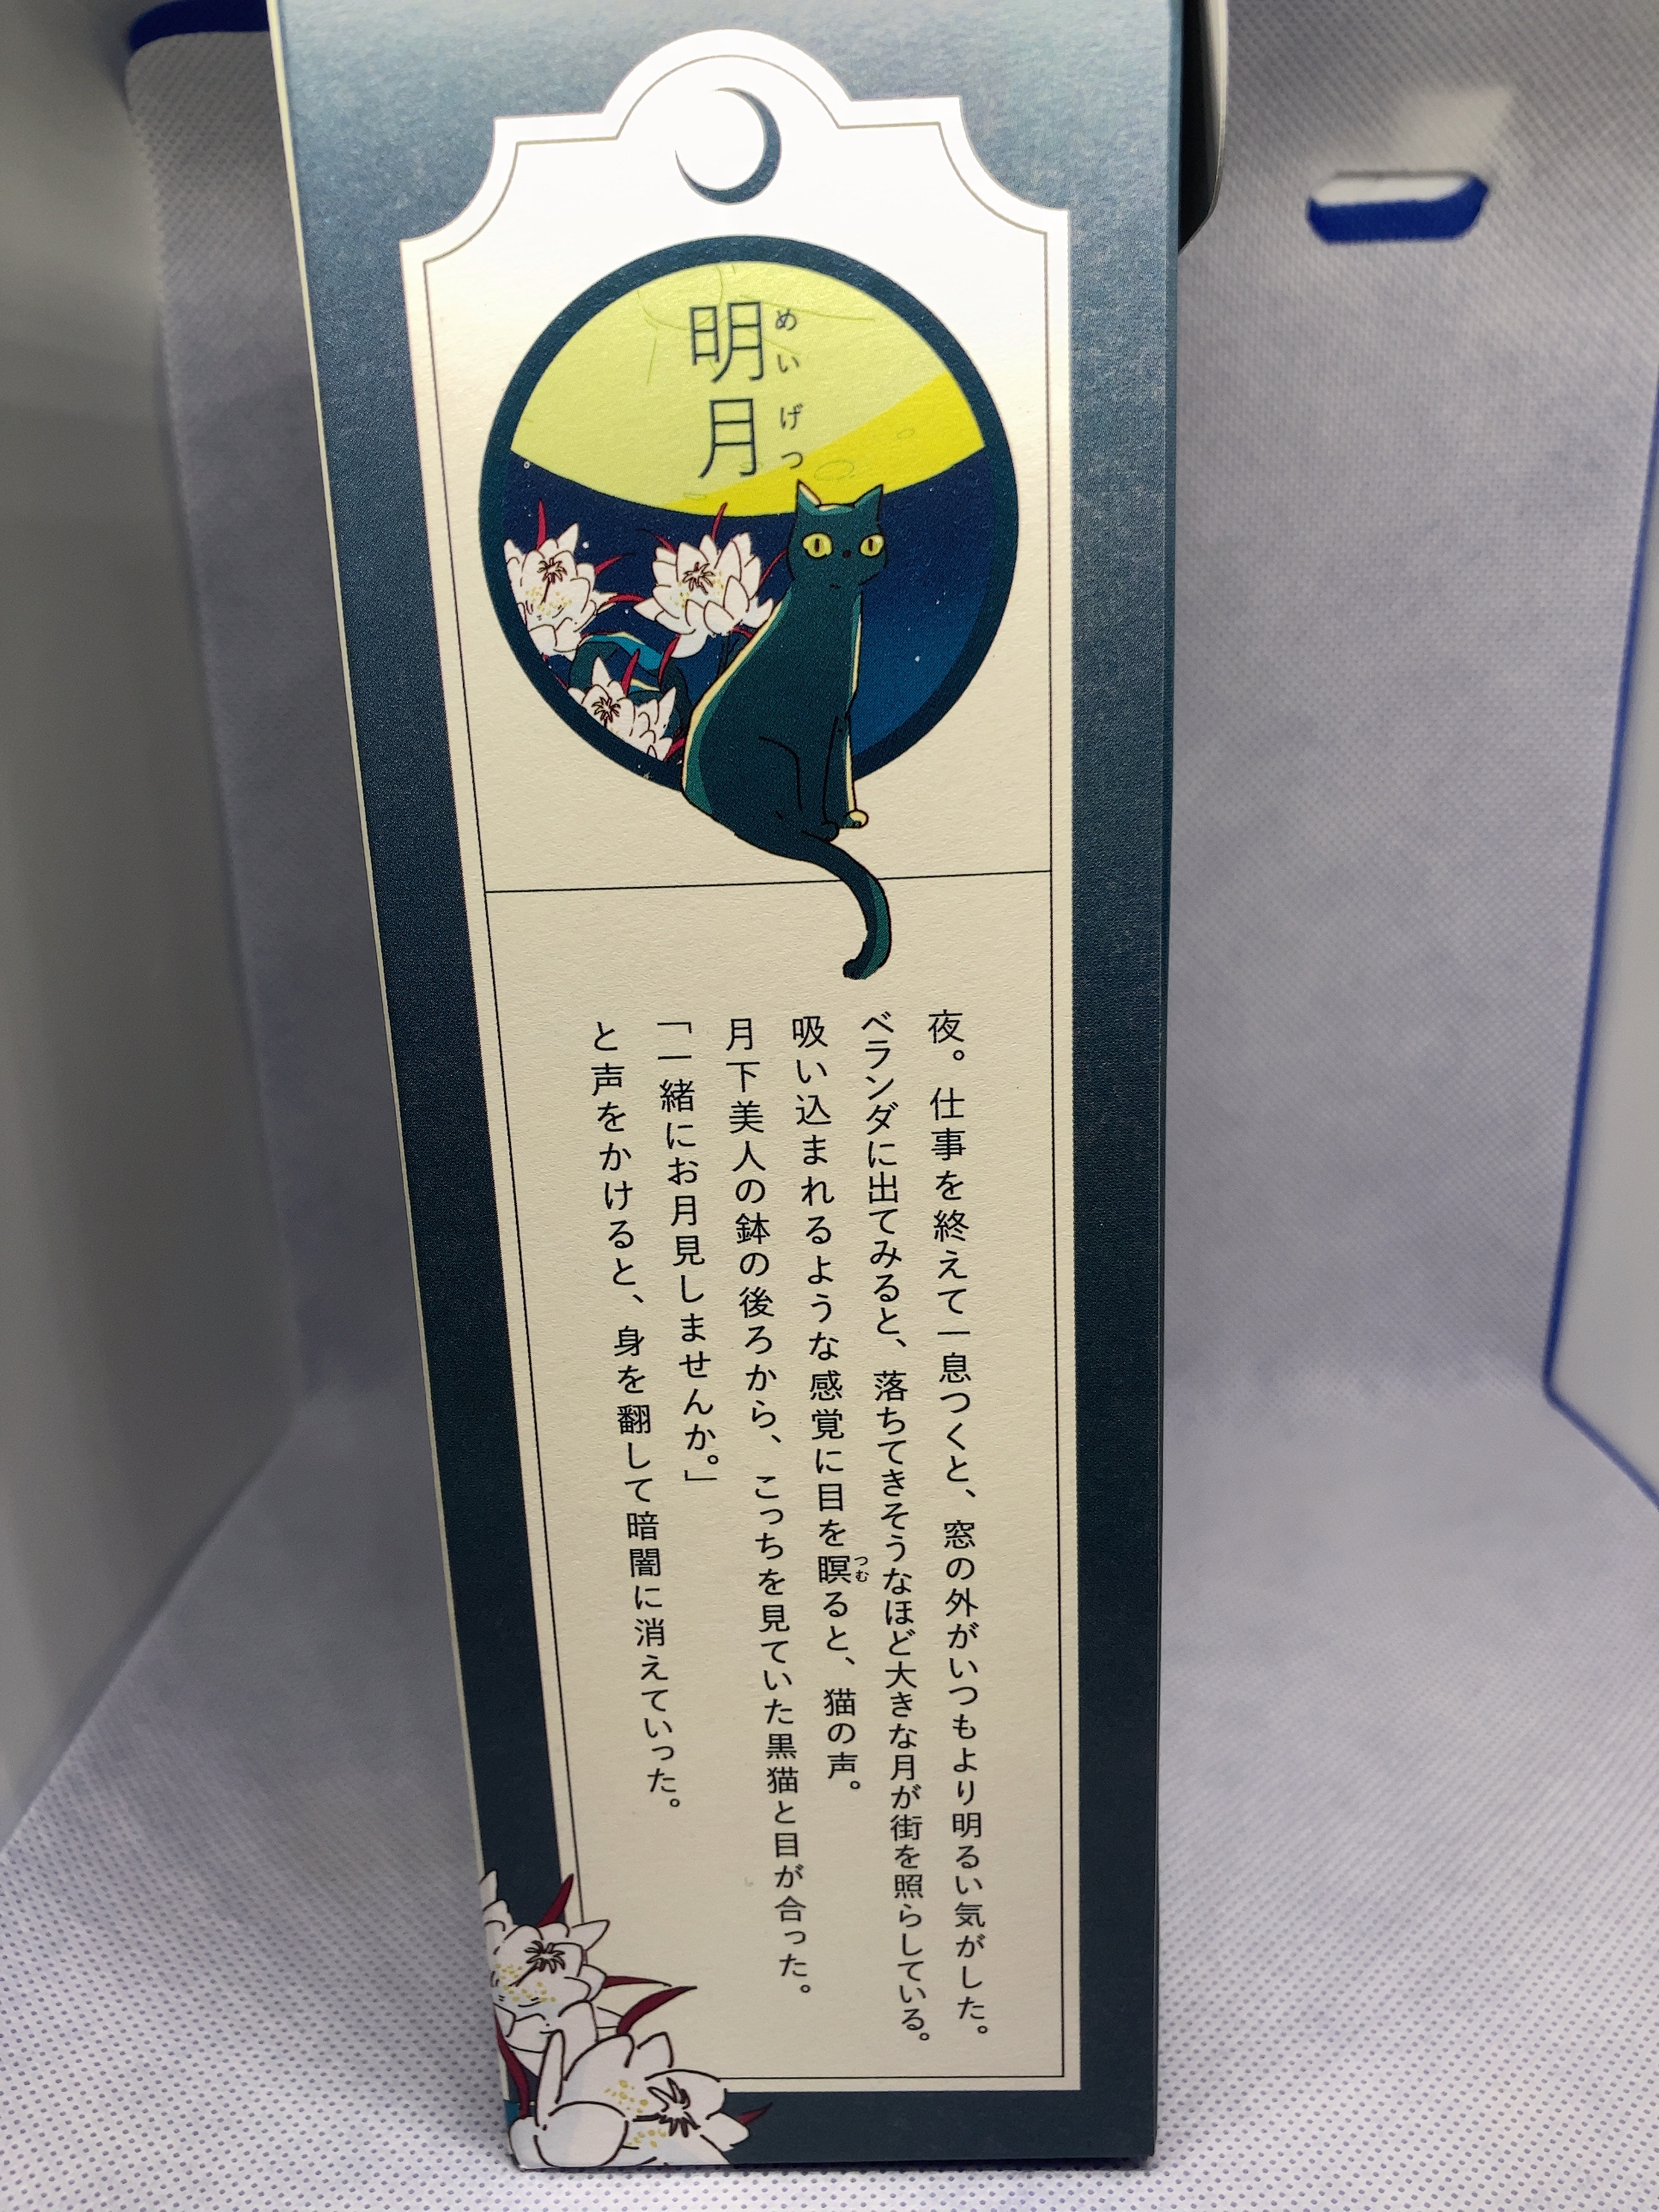 明月
めいげつ
夜。仕事を終えて一息つくと、窓の外がいつもより明るい気がした。
ベランダに出てみると、落ちてきそうなほど大きな月が街を照らしている。
吸い込まれるような感覚に目を瞑ると、猫の声。
つむ
月下美人の鉢の後ろから、こっちを見ていた黒猫と目が合った。
「一緒にお月見しませんか。」
と声をかけると、身を翻して暗闇に消えていった。